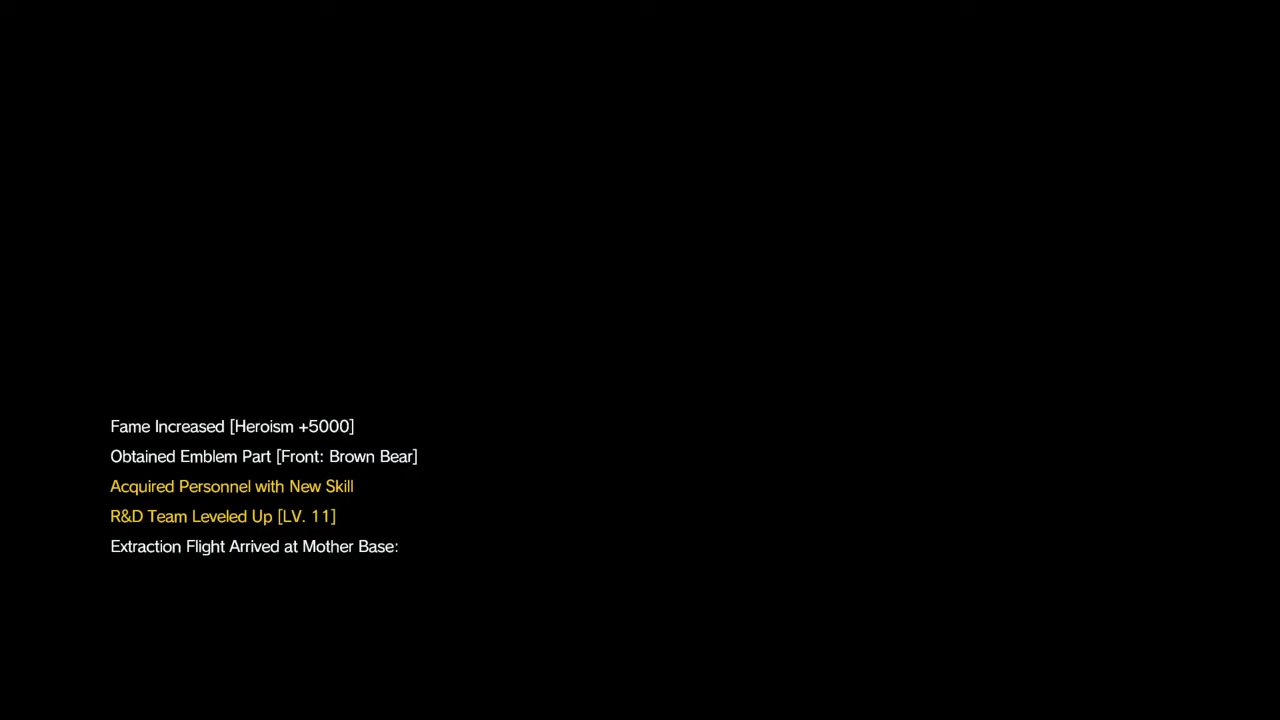 Fame Increased [Heroism +5000]
Obtained Emblem Part [Front: Brown Bear]
Acquired Personnel with New Skill
R&D Team Leveled Up [LV. 11]
Extraction Flight Arrived at Mother Base: